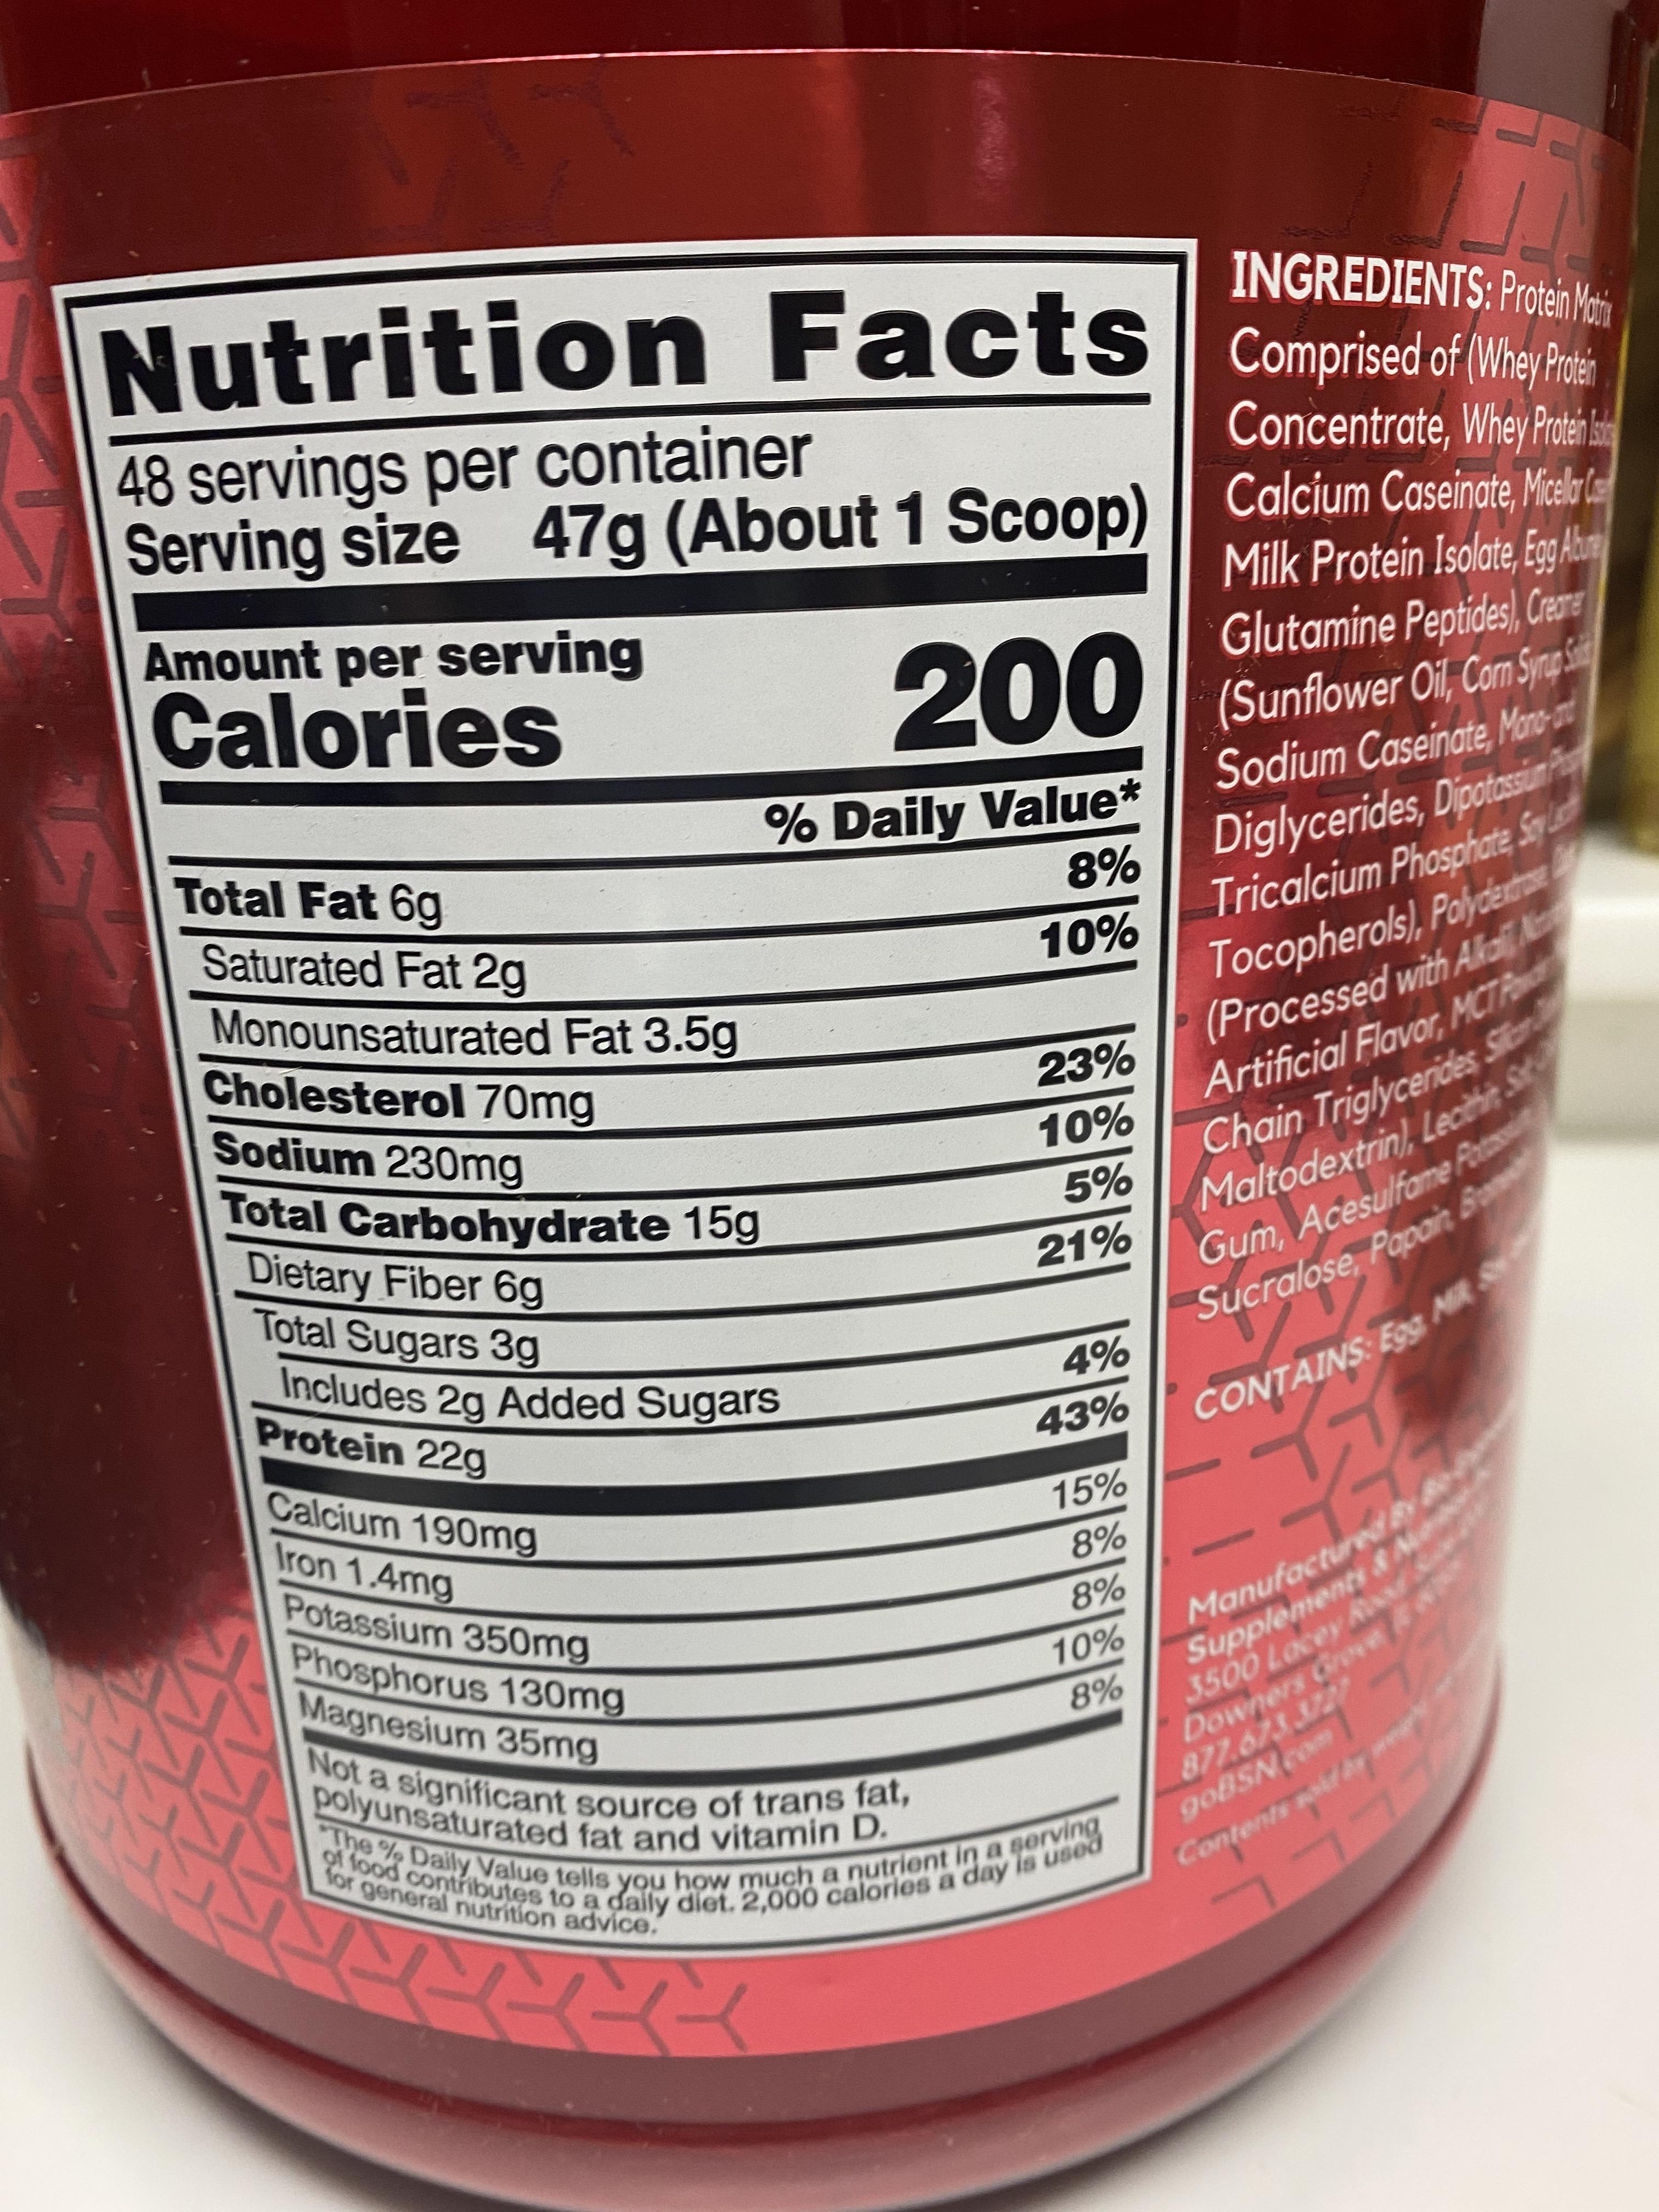 Nutrition Facts
48 servings per container
Serving size 47g (About 1 Scoop)
Amount per serving
Calories 200
% Daily Value*
Total Fat 6g 8%
Saturated Fat 2g 10%
Monounsaturated Fat 3.5g
Cholesterol 70mg 23%
Sodium 230mg 10%
Total Carbohydrate 15g 5%
Dietary Fiber 6g 21%
Total Sugars 3g
Includes 2g Added Sugars 4%
Protein 22g 43%
Calcium 190mg 15%
Iron 1.4mg 8%
Potassium 350mg 8%
Phosphorus 130mg 10%
Magnesium 35mg 8%
Not a significant source of trans fat,
polyunsaturated fat and vitamin D.
*The % Daily Value tells you how much a nutrient in a serving
of food contributes to a daily diet. 2,000 calories a day is used
for general nutrition advice.
INGREDIENTS: Protein Matrix
Comprised of (Whey Protein
Concentrate, Whey Protein
Calcium Caseinate, Micellar
Milk Protein Isolate, Egg
Glutamine Peptides), Creamer
(Sunflower Oil, Corn Syrup
Sodium Caseinate, Mono- and
Diglycerides, Dipotassium
Tricalcium Phosphate, Soy
Tocopherols), Polydextrose,
(Processed with Alkali),
Artificial Flavor, MCT
Chain Triglycerides,
Maltodextrin), Lecithin,
Gum, Acesulfame Potassium,
Sucralose, Papain,
CONTAINS: Egg, Milk,
Manufactured By
Supplements &
3500 Lacey Road,
Downers Grove,
877.673.3727
goBSN.com
Contents sold by weight